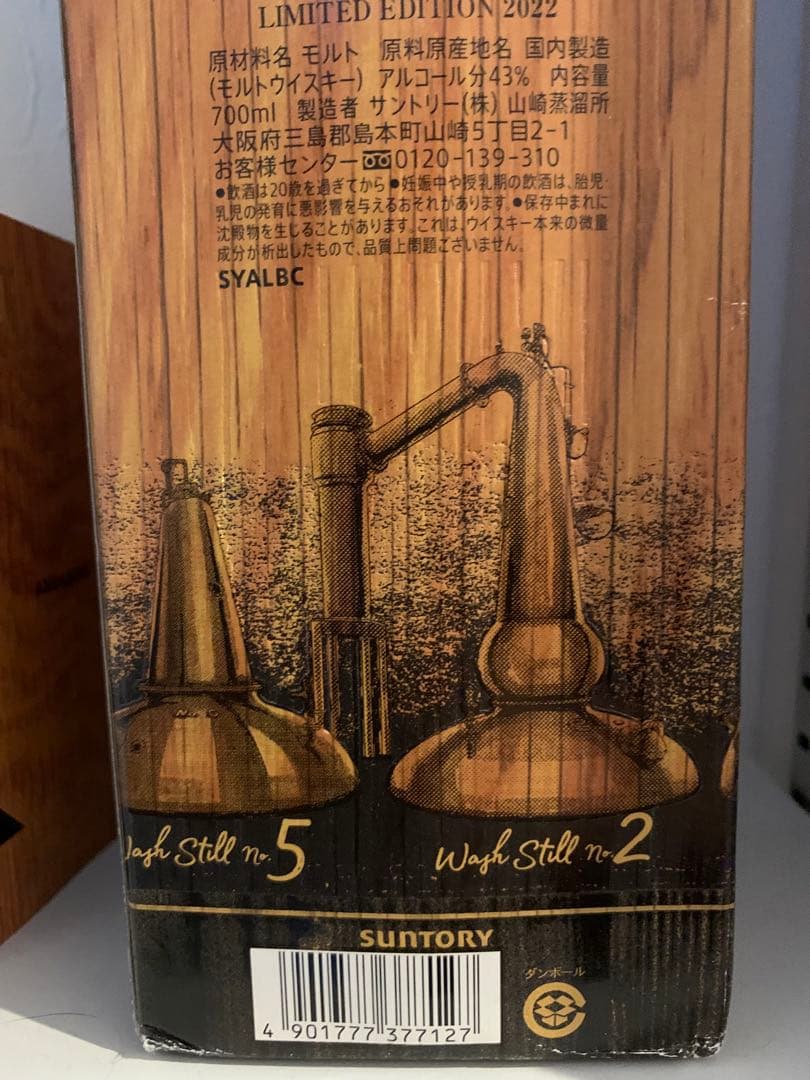 LIMITED EDITION 2022
原材料名 モルト 原料原産地名 国内製造
(モルトウイスキー) アルコール分43% 内容量
700ml 製造者 サントリー(株) 山崎蒸溜所
大阪府三島郡島本町山崎5丁目2-1
お客様センター 0120-139-310
●飲酒は20歳を過ぎてから●妊娠中や授乳期の飲酒は、胎児・
乳児の発育に悪影響を与えるおそれがあります。●保存中まれに
沈殿物を生じることがあります。これは、ウイスキー本来の微量
成分が析出したもので、品質上問題ございません。
SYALBC
Wash Still no.5
Wash Still no.2
SUNTORY
ダンボール
4 901777 377127